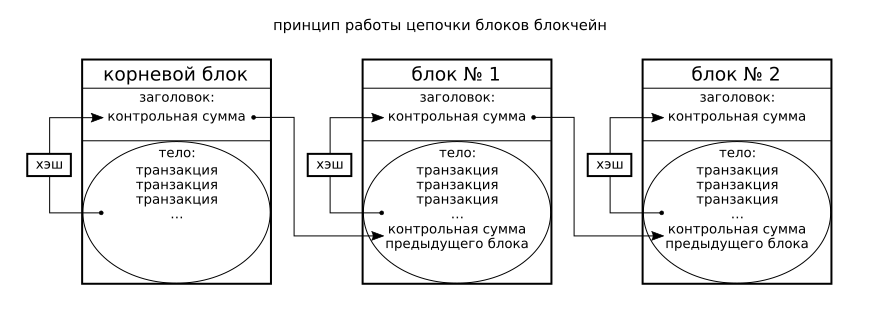 принцип работы цепочки блоков блокчейн
корневой блок
заголовок:
контрольная сумма
хэш
тело:
транзакция
транзакция
транзакция
...
блок № 1
заголовок:
контрольная сумма
хэш
тело:
транзакция
транзакция
транзакция
...
контрольная сумма
предыдущего блока
блок № 2
заголовок:
контрольная сумма
хэш
тело:
транзакция
транзакция
транзакция
...
контрольная сумма
предыдущего блока